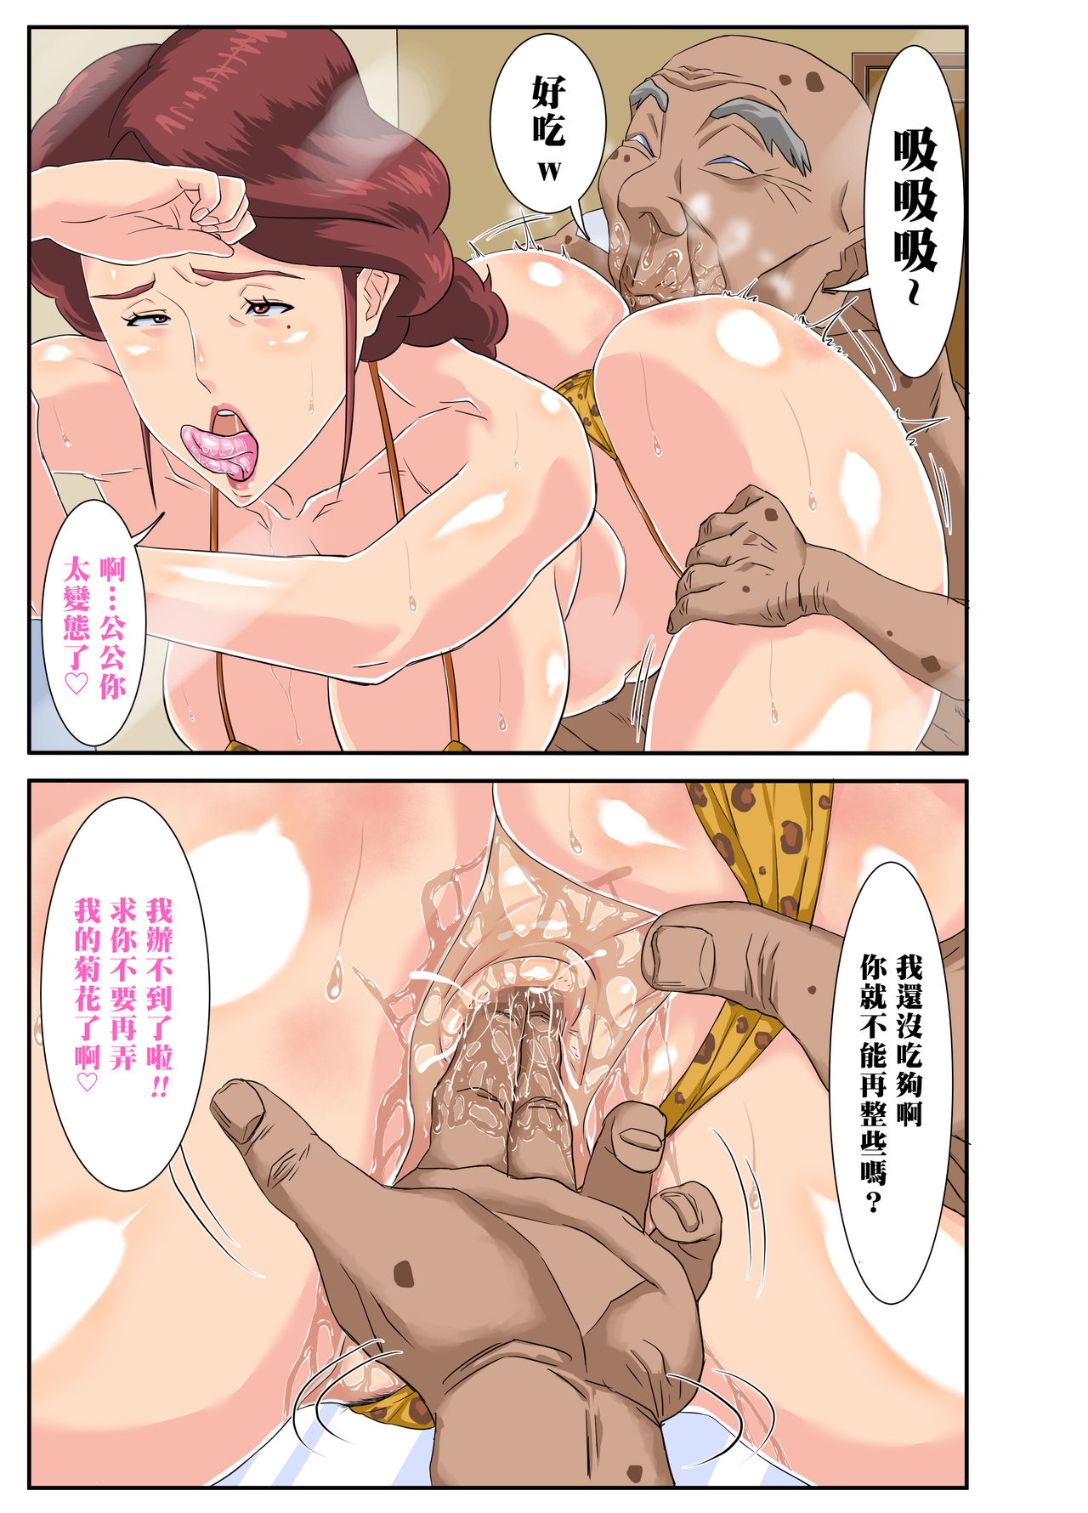 吸吸吸~
好吃w
啊…公公你
太變態了♡
我還沒吃夠啊
你就不能再整些嗎？
我辦不到了啦!!
求你不要再弄
我的菊花了啊♡